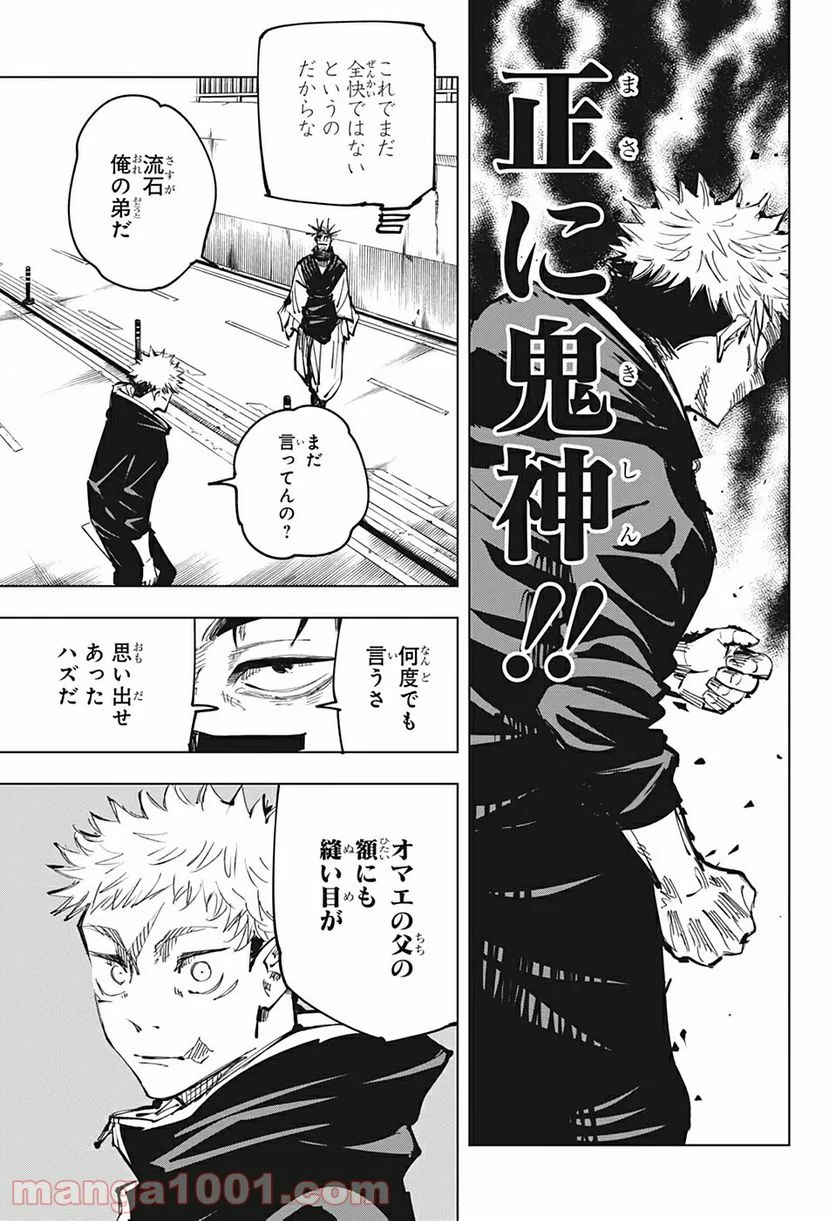 正に鬼神!!
これでまだ
全快ではない
というの
だからな
流石
俺の弟だ
まだ
言ってんの?
何度でも
言うさ
思い出せ
あった
ハズだ
オマエの父の
額にも
縫い目が
manga1001.com